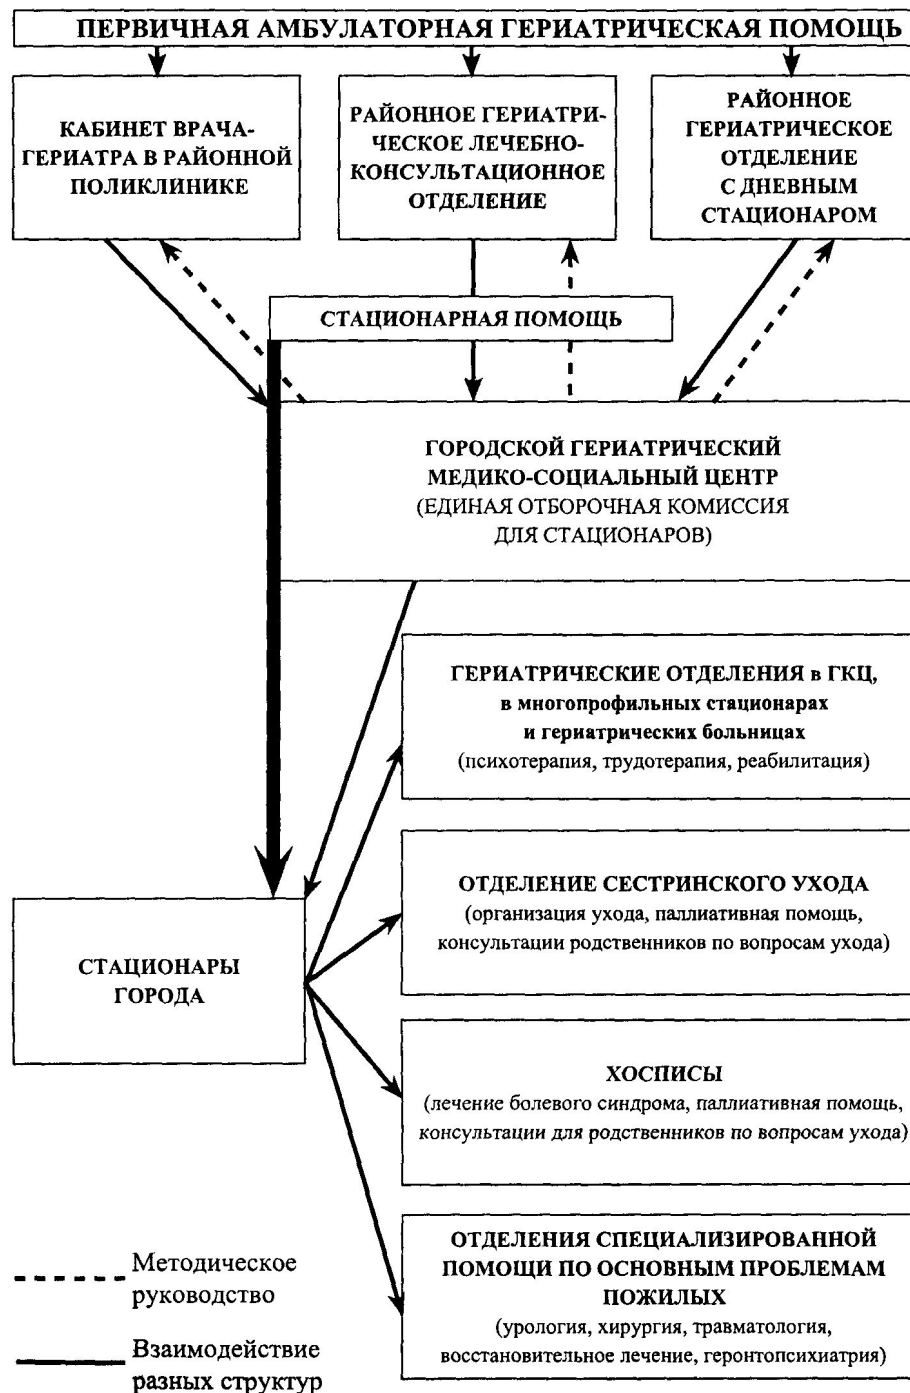 ПЕРВИЧНАЯ АМБУЛАТОРНАЯ ГЕРИАТРИЧЕСКАЯ ПОМОЩЬ
КАБИНЕТ ВРАЧА-
ГЕРИАТРА В РАЙОННОЙ
ПОЛИКЛИНИКЕ
РАЙОННОЕ ГЕРИАТРИ-
ЧЕСКОЕ ЛЕЧЕБНО-
КОНСУЛЬТАЦИОННОЕ
ОТДЕЛЕНИЕ
РАЙОННОЕ
ГЕРИАТРИЧЕСКОЕ
ОТДЕЛЕНИЕ
С ДНЕВНЫМ
СТАЦИОНАРОМ
СТАЦИОНАРНАЯ ПОМОЩЬ
ГОРОДСКОЙ ГЕРИАТРИЧЕСКИЙ
МЕДИКО-СОЦИАЛЬНЫЙ ЦЕНТР
(ЕДИНАЯ ОТБОРОЧНАЯ КОМИССИЯ
ДЛЯ СТАЦИОНАРОВ)
ГЕРИАТРИЧЕСКИЕ ОТДЕЛЕНИЯ в ГКЦ,
в многопрофильных стационарах
и гериатрических больницах
(психотерапия, трудотерапия, реабилитация)
ОТДЕЛЕНИЕ СЕСТРИНСКОГО УХОДА
(организация ухода, паллиативная помощь,
консультации родственников по вопросам ухода)
СТАЦИОНАРЫ
ГОРОДА
ХОСПИСЫ
(лечение болевого синдрома, паллиативная помощь,
консультации для родственников по вопросам ухода)
ОТДЕЛЕНИЯ СПЕЦИАЛИЗИРОВАННОЙ
ПОМОЩИ ПО ОСНОВНЫМ ПРОБЛЕМАМ
ПОЖИЛЫХ
(урология, хирургия, травматология,
восстановительное лечение, геронтопсихиатрия)
Методическое
руководство
Взаимодействие
разных структур